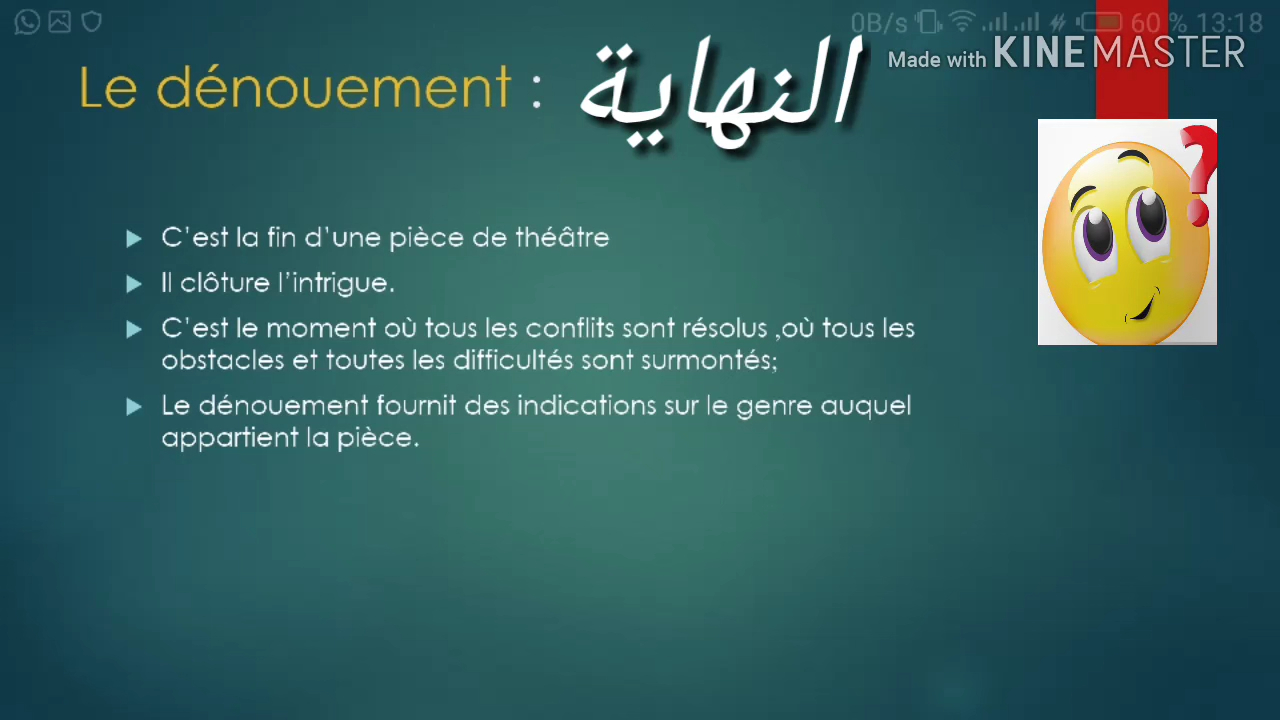 0B/s 60 % 13:18
Made with KINEMASTER
Le dénouement : النهاية
C'est la fin d'une pièce de théâtre
Il clôture l'intrigue.
C'est le moment où tous les conflits sont résolus ,où tous les
obstacles et toutes les difficultés sont surmontés;
Le dénouement fournit des indications sur le genre auquel
appartient la pièce.
?